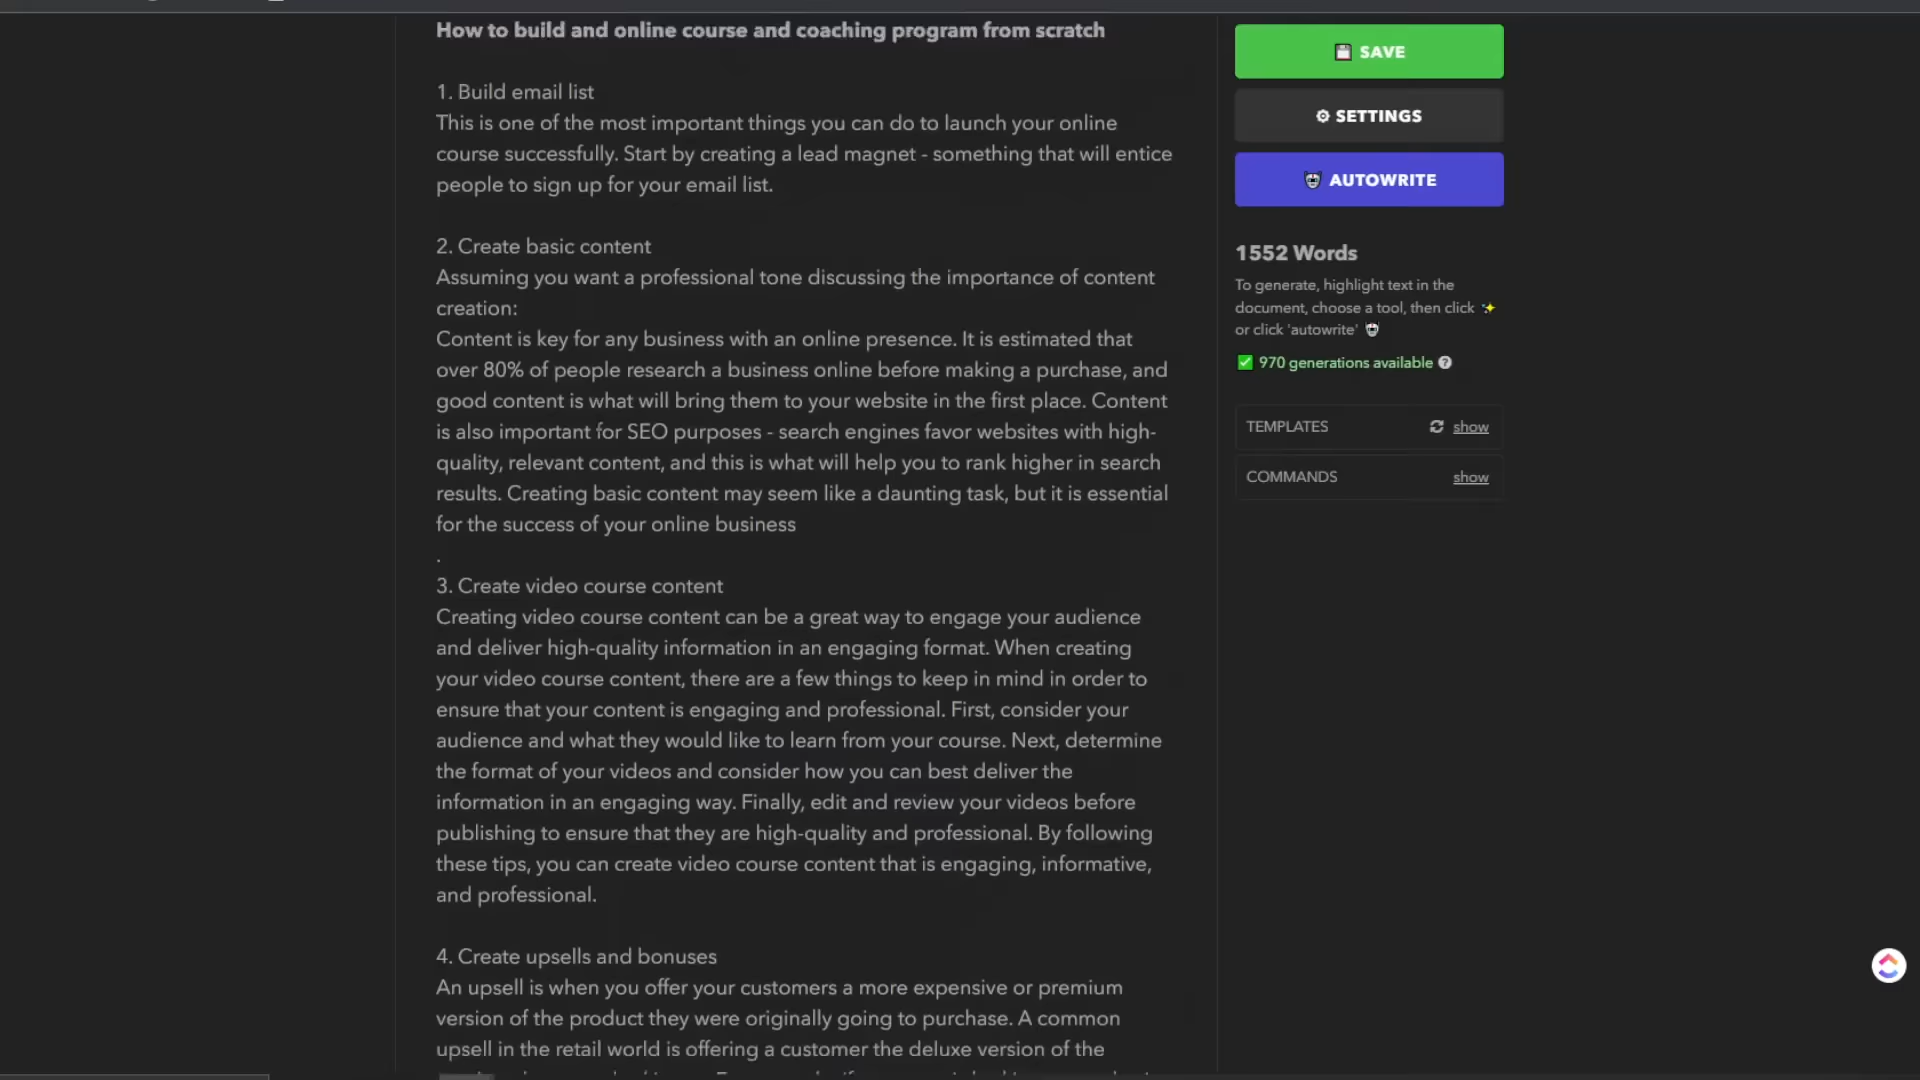 How to build and online course and coaching program from scratch
1. Build email list
This is one of the most important things you can do to launch your online
course successfully. Start by creating a lead magnet - something that will entice
people to sign up for your email list.
2. Create basic content
Assuming you want a professional tone discussing the importance of content
creation:
Content is key for any business with an online presence. It is estimated that
over 80% of people research a business online before making a purchase, and
good content is what will bring them to your website in the first place. Content
is also important for SEO purposes - search engines favor websites with high-
quality, relevant content, and this is what will help you to rank higher in search
results. Creating basic content may seem like a daunting task, but it is essential
for the success of your online business
.
3. Create video course content
Creating video course content can be a great way to engage your audience
and deliver high-quality information in an engaging format. When creating
your video course content, there are a few things to keep in mind in order to
ensure that your content is engaging and professional. First, consider your
audience and what they would like to learn from your course. Next, determine
the format of your videos and consider how you can best deliver the
information in an engaging way. Finally, edit and review your videos before
publishing to ensure that they are high-quality and professional. By following
these tips, you can create video course content that is engaging, informative,
and professional.
4. Create upsells and bonuses
An upsell is when you offer your customers a more expensive or premium
version of the product they were originally going to purchase. A common
upsell in the retail world is offering a customer the deluxe version of the
SAVE
SETTINGS
AUTOWRITE
1552 Words
To generate, highlight text in the
document, choose a tool, then click ✨
or click 'autowrite'
✅ 970 generations available
TEMPLATES show
COMMANDS show